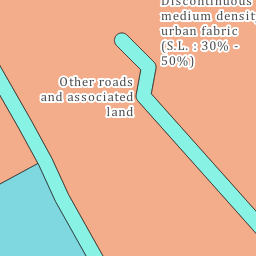 Discontinuous
medium density
urban fabric
(S.L. : 30% -
50%)
Other roads
and associated
land